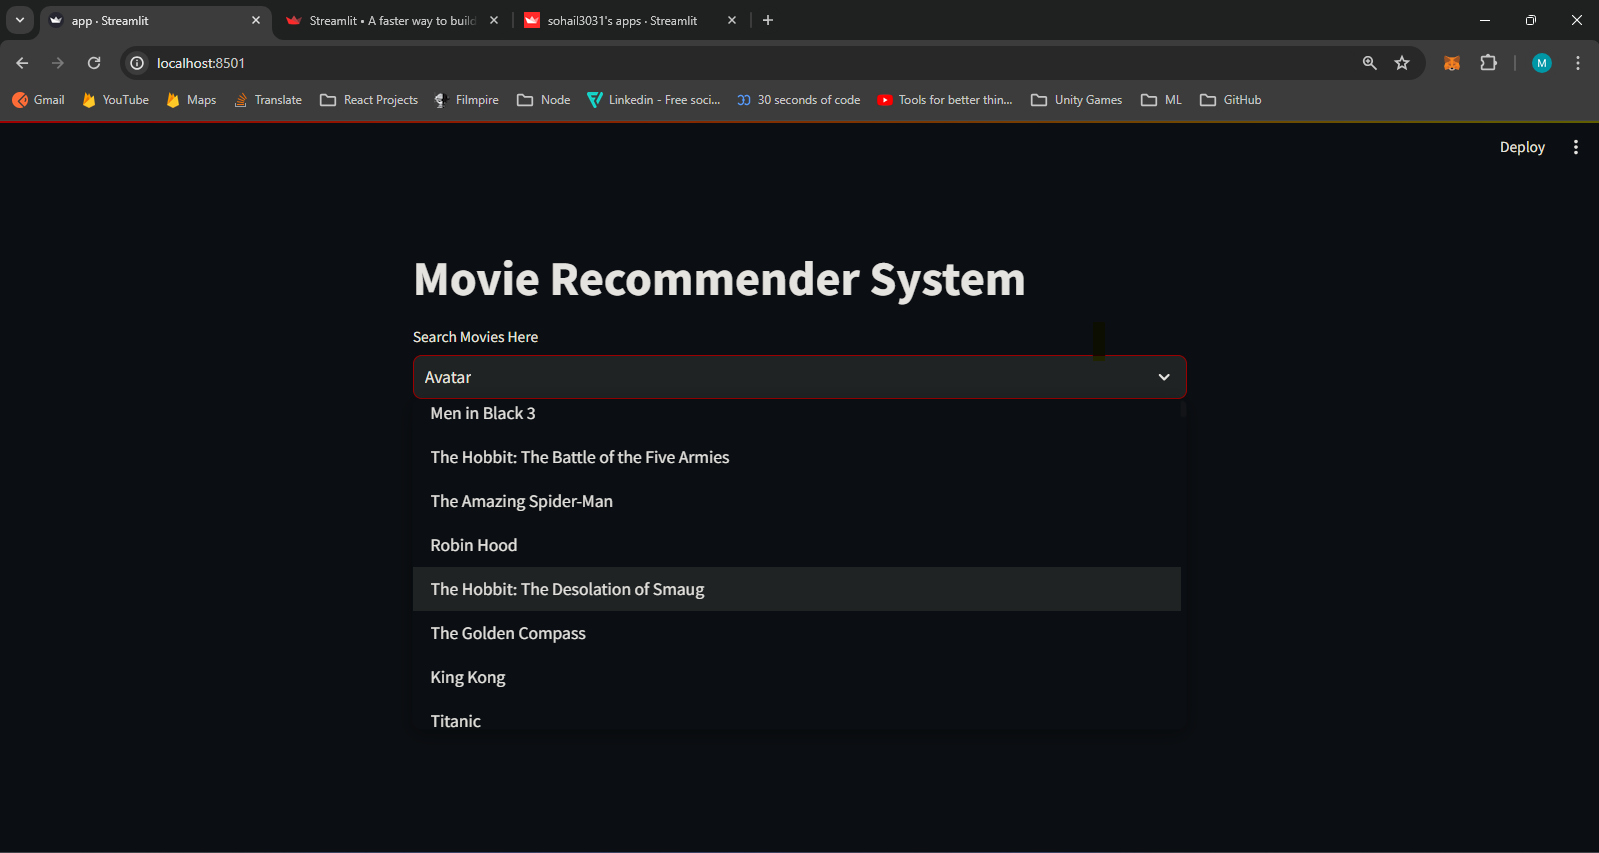 app · Streamlit
Streamlit • A faster way to build
sohail3031's apps · Streamlit
localhost:8501
M
Gmail
YouTube
Maps
Translate
React Projects
Filmpire
Node
Linkedin - Free soci...
30 seconds of code
Tools for better thin...
Unity Games
ML
GitHub
Deploy
Movie Recommender System
Search Movies Here
Avatar
Men in Black 3
The Hobbit: The Battle of the Five Armies
The Amazing Spider-Man
Robin Hood
The Hobbit: The Desolation of Smaug
The Golden Compass
King Kong
Titanic